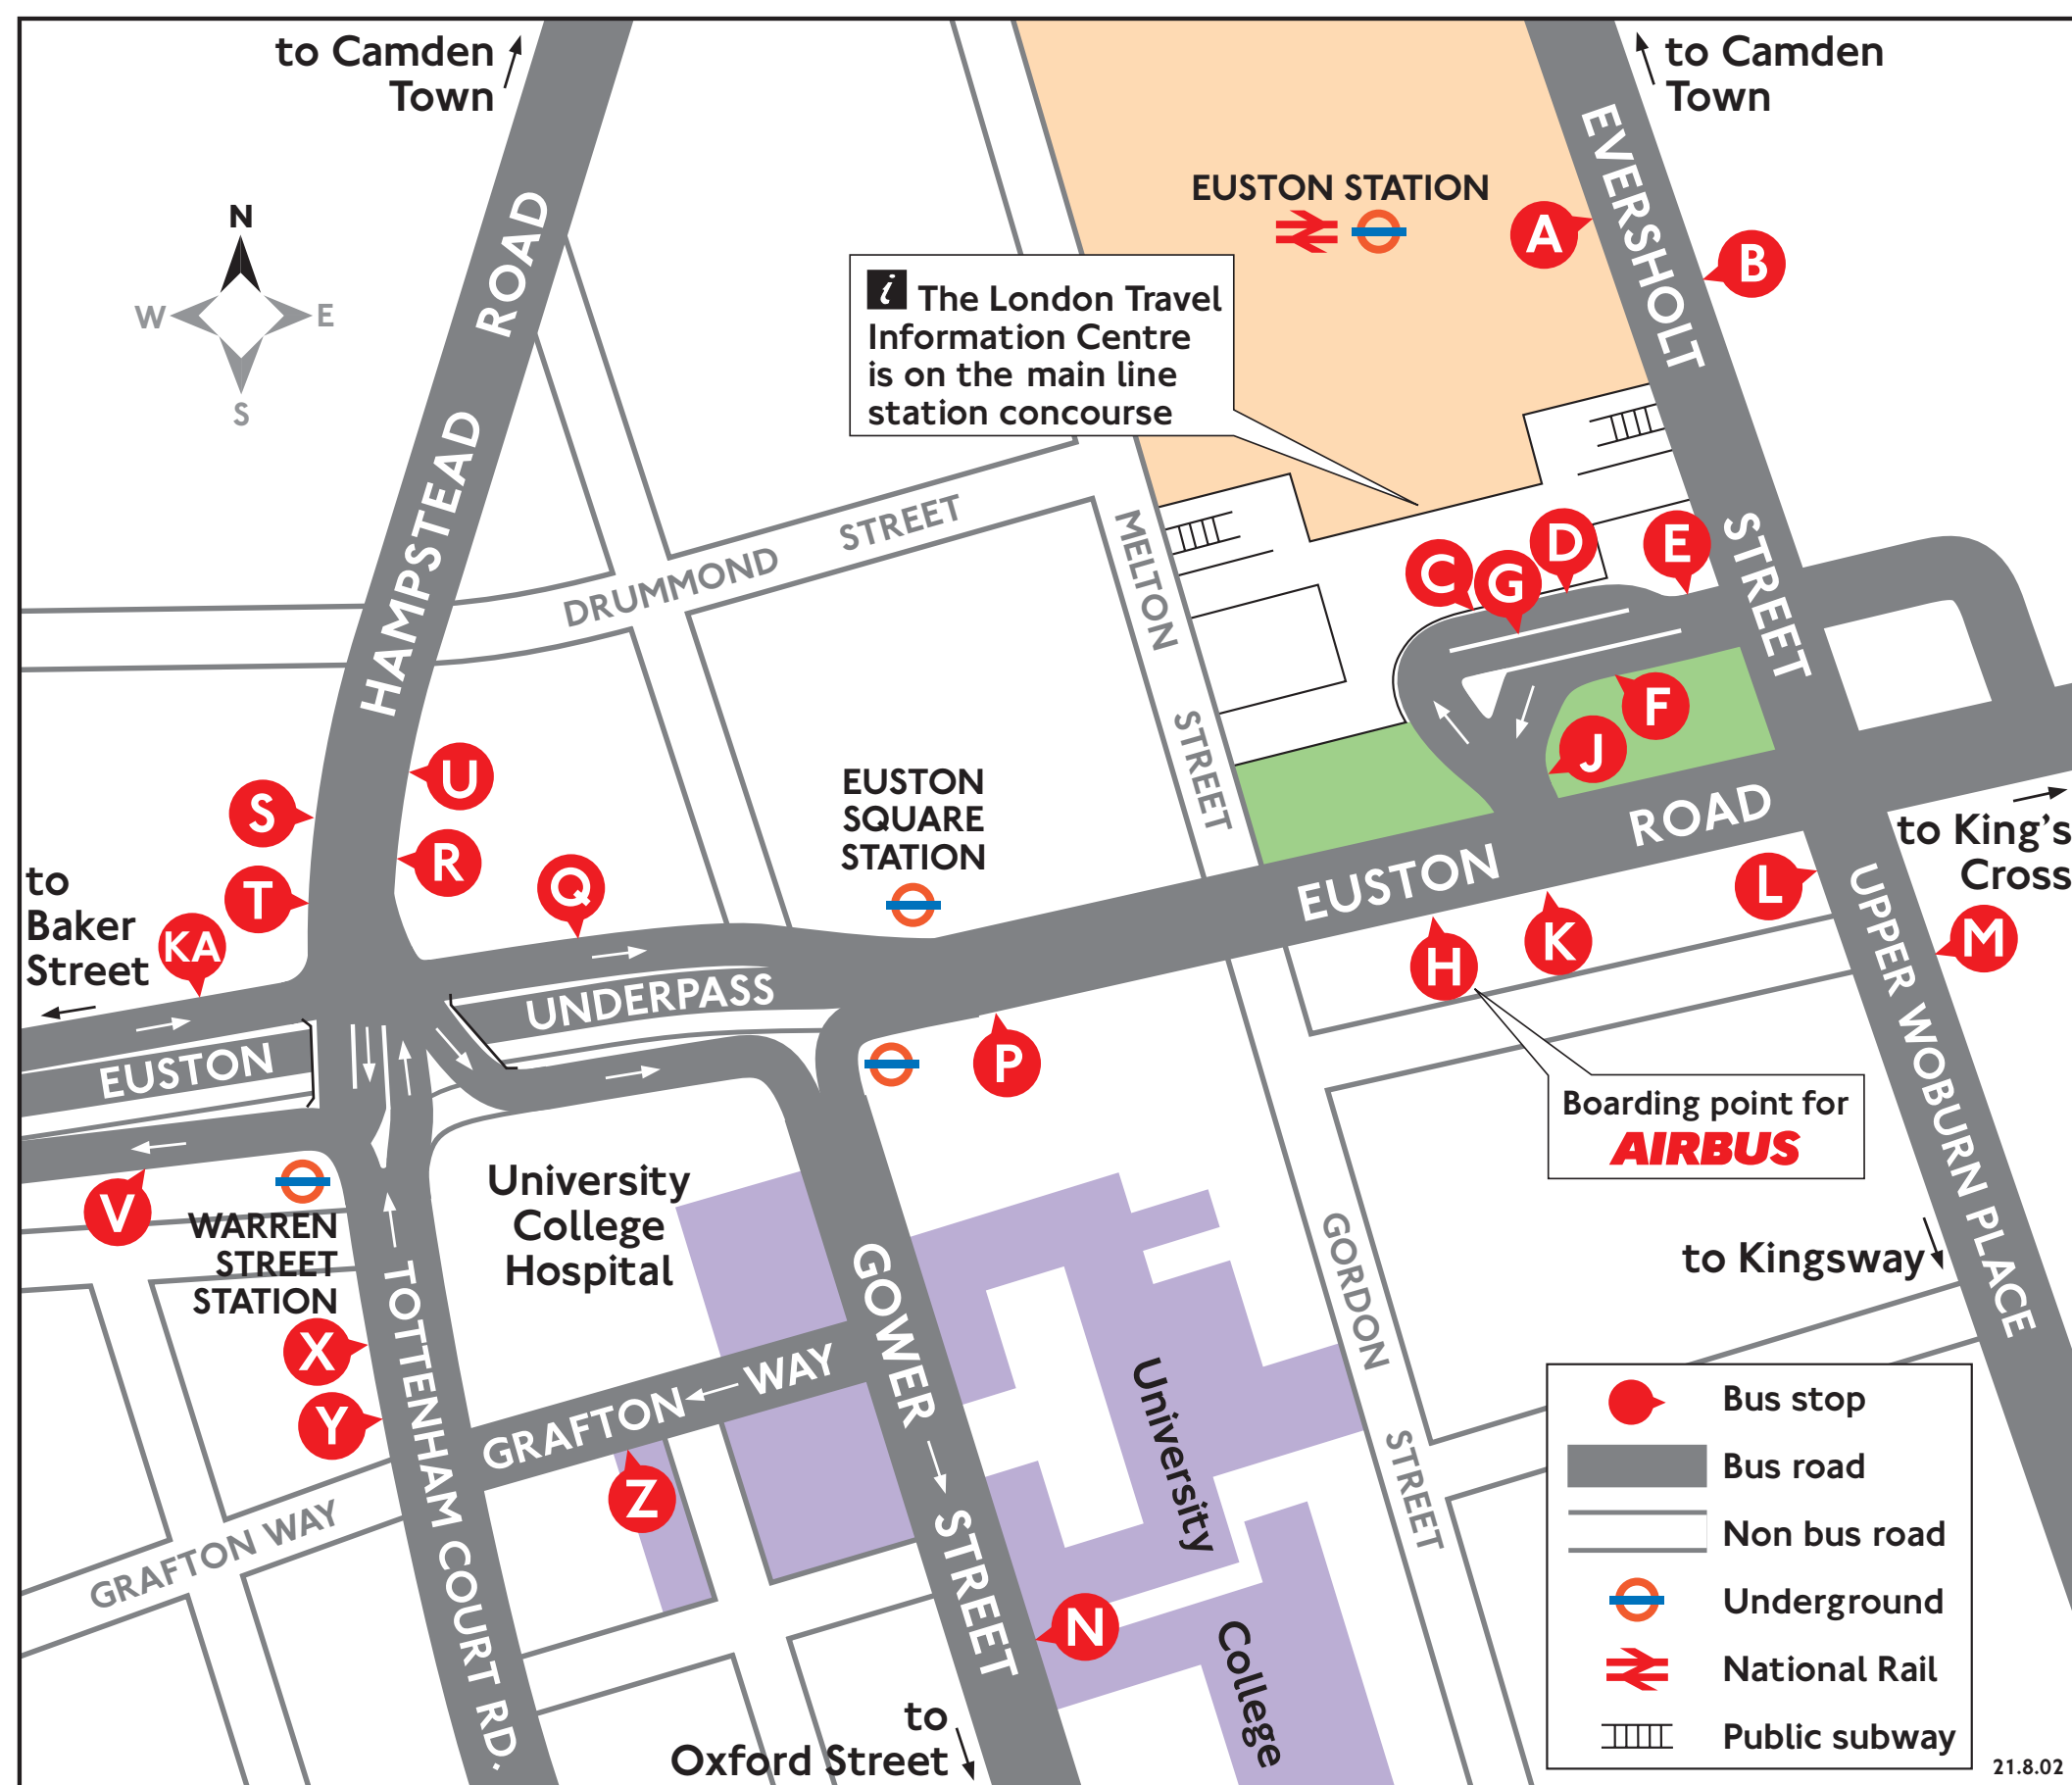 to Camden
Town
to Camden
Town
N
W
E
S
HAMPSTEAD ROAD
EVERSHOLT STREET
EUSTON STATION
A
B
i The London Travel
Information Centre
is on the main line
station concourse
DRUMMOND STREET
MELTON STREET
C
G
D
E
F
J
U
S
R
T
Q
KA
to
Baker
Street
EUSTON
SQUARE
STATION
EUSTON ROAD
to King's
Cross
L
M
K
H
P
UNDERPASS
EUSTON
Boarding point for
AIRBUS
UPPER WOBURN PLACE
to Kingsway
V
WARREN
STREET
STATION
University
College
Hospital
X
Y
TOTTENHAM COURT RD.
GRAFTON WAY
GRAFTON WAY
Z
GOWER STREET
GORDON STREET
University
College
N
to
Oxford Street
Bus stop
Bus road
Non bus road
Underground
National Rail
Public subway
21.8.02